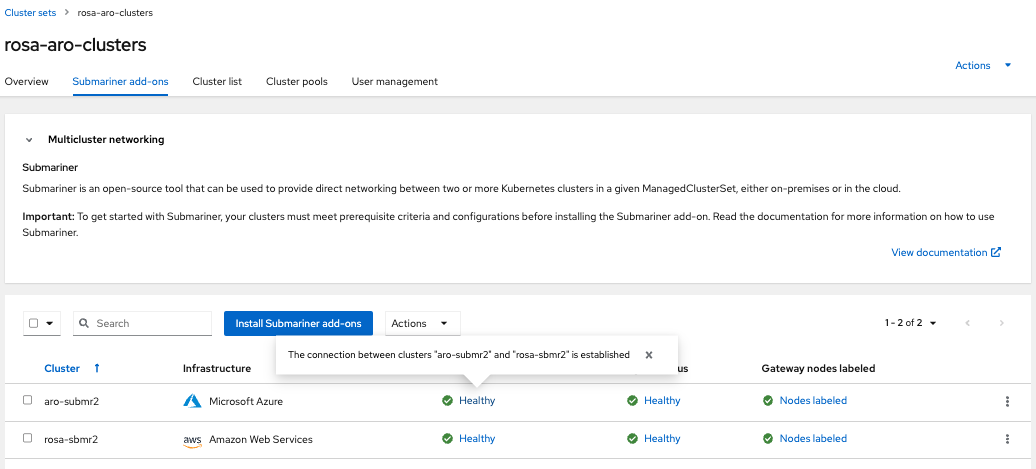 Cluster sets > rosa-aro-clusters
rosa-aro-clusters
Actions
Overview Submariner add-ons Cluster list Cluster pools User management
Multicluster networking
Submariner
Submariner is an open-source tool that can be used to provide direct networking between two or more Kubernetes clusters in a given ManagedClusterSet, either on-premises or in the cloud.
Important: To get started with Submariner, your clusters must meet prerequisite criteria and configurations before installing the Submariner add-on. Read the documentation for more information on how to use
Submariner.
View documentation
Search Install Submariner add-ons Actions 1 - 2 of 2
The connection between clusters "aro-submr2" and "rosa-sbmr2" is established
Cluster Infrastructure Gateway nodes labeled
aro-submr2 Microsoft Azure Healthy Healthy Nodes labeled
rosa-sbmr2 aws Amazon Web Services Healthy Healthy Nodes labeled